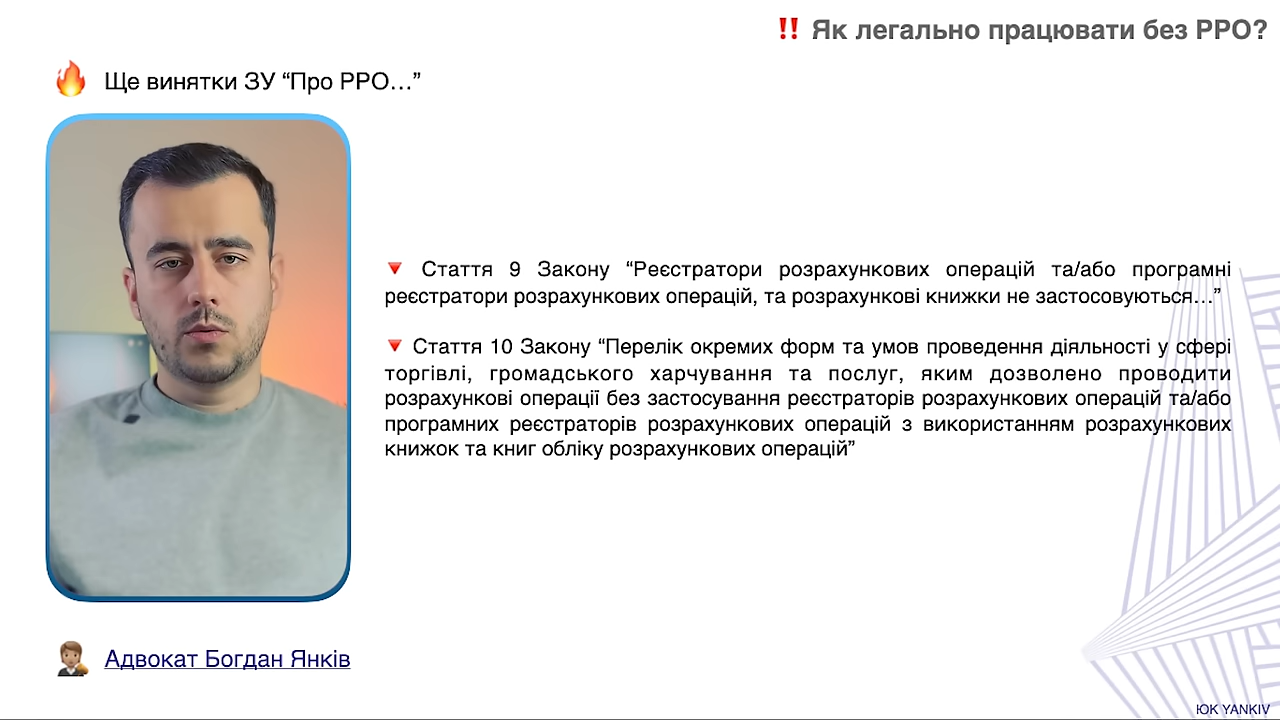 ‼️ Як легально працювати без РРО?
🔥 Ще винятки ЗУ “Про РРО…”
🔻 Стаття 9 Закону “Реєстратори розрахункових операцій та/або програмні
реєстратори розрахункових операцій, та розрахункові книжки не застосовуються…”
🔻 Стаття 10 Закону “Перелік окремих форм та умов проведення діяльності у сфері
торгівлі, громадського харчування та послуг, яким дозволено проводити
розрахункові операції без застосування реєстраторів розрахункових операцій та/або
програмних реєстраторів розрахункових операцій з використанням розрахункових
книжок та книг обліку розрахункових операцій”
Адвокат Богдан Янків
ЮК YANKIV